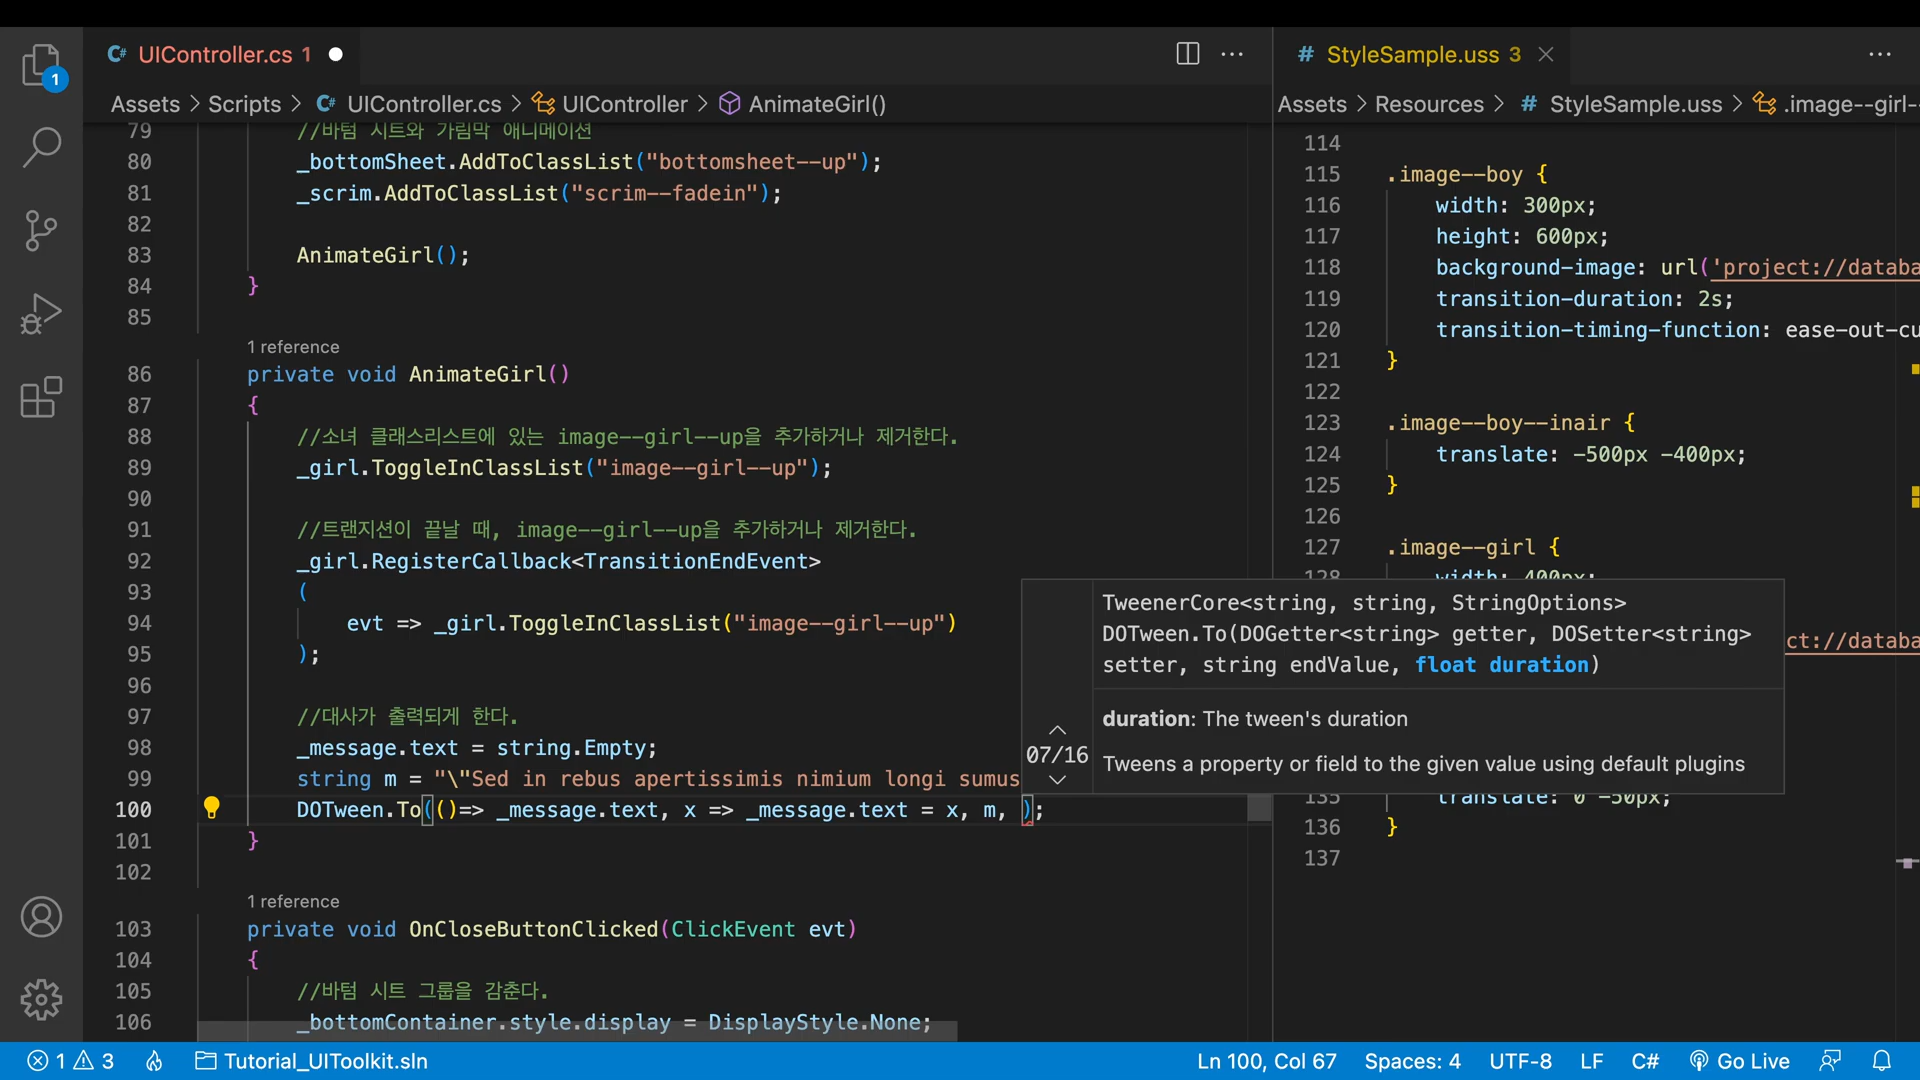 UIController.cs 1
StyleSample.uss 3
1
Assets > Scripts > UIController.cs > UIController > AnimateGirl()
Assets > Resources > # StyleSample.uss > .image--girl--
79 //바텀 시트와 가림막 애니메이션
80 _bottomSheet.AddToClassList("bottomsheet--up");
81 _scrim.AddToClassList("scrim--fadein");
82
83 AnimateGirl();
84 }
85
1 reference
86 private void AnimateGirl()
87 {
88 //소녀 클래스리스트에 있는 image--girl--up을 추가하거나 제거한다.
89 _girl.ToggleInClassList("image--girl--up");
90
91 //트랜지션이 끝날 때, image--girl--up을 추가하거나 제거한다.
92 _girl.RegisterCallback<TransitionEndEvent>
93 (
94 evt => _girl.ToggleInClassList("image--girl--up")
95 );
96
97 //대사가 출력되게 한다.
98 _message.text = string.Empty;
99 string m = "\"Sed in rebus apertissimis nimium longi sumus
100 DOTween.To(()=> _message.text, x => _message.text = x, m, );
101 }
102
1 reference
103 private void OnCloseButtonClicked(ClickEvent evt)
104 {
105 //바텀 시트 그룹을 감춘다.
106 _bottomContainer.style.display = DisplayStyle.None;
114
115 .image--boy {
116 width: 300px;
117 height: 600px;
118 background-image: url('project://databa
119 transition-duration: 2s;
120 transition-timing-function: ease-out-cu
121 }
122
123 .image--boy--inair {
124 translate: -500px -400px;
125 }
126
127 .image--girl {
128 width: 400px;
ct://databa
135 translate: 0 -50px;
136 }
137
07/16
TweenerCore<string, string, StringOptions>
DOTween.To(DOGetter<string> getter, DOSetter<string>
setter, string endValue, float duration)
duration: The tween's duration
Tweens a property or field to the given value using default plugins
1 3 Tutorial_UIToolkit.sln
Ln 100, Col 67 Spaces: 4 UTF-8 LF C# Go Live